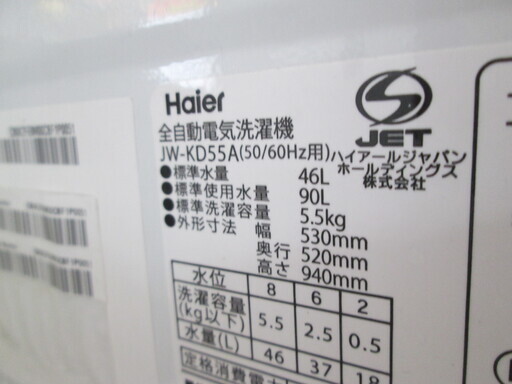 Haier
全自動電気洗濯機
JW-KD55A(50/60Hz用)
S
JET
ハイアールジャパン
ホールディングス
株式会社
●標準水量 46L
●標準使用水量 90L
●標準洗濯容量 5.5kg
●外形寸法 幅 530mm
奥行 520mm
高さ 940mm
水位 8 6 2
洗濯容量(kg以下) 5.5 2.5 0.5
水量(L) 46 37 18
定格消費電力